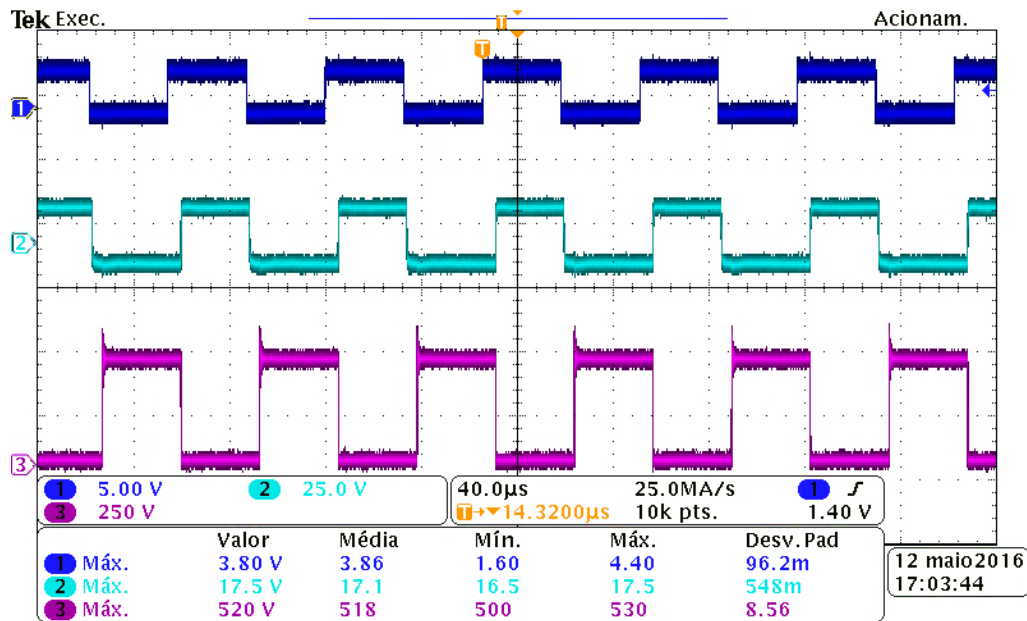 Tek Exec. Acionam.
T
T
1
2
3
1 5.00 V 2 25.0 V
3 250 V
40.0µs 25.0MA/s 1
T→▼14.3200µs 10k pts. 1.40 V
Valor Média Mín. Máx. Desv.Pad
1 Máx. 3.80 V 3.86 1.60 4.40 96.2m
2 Máx. 17.5 V 17.1 16.5 17.5 548m
3 Máx. 520 V 518 500 530 8.56
12 maio2016
17:03:44